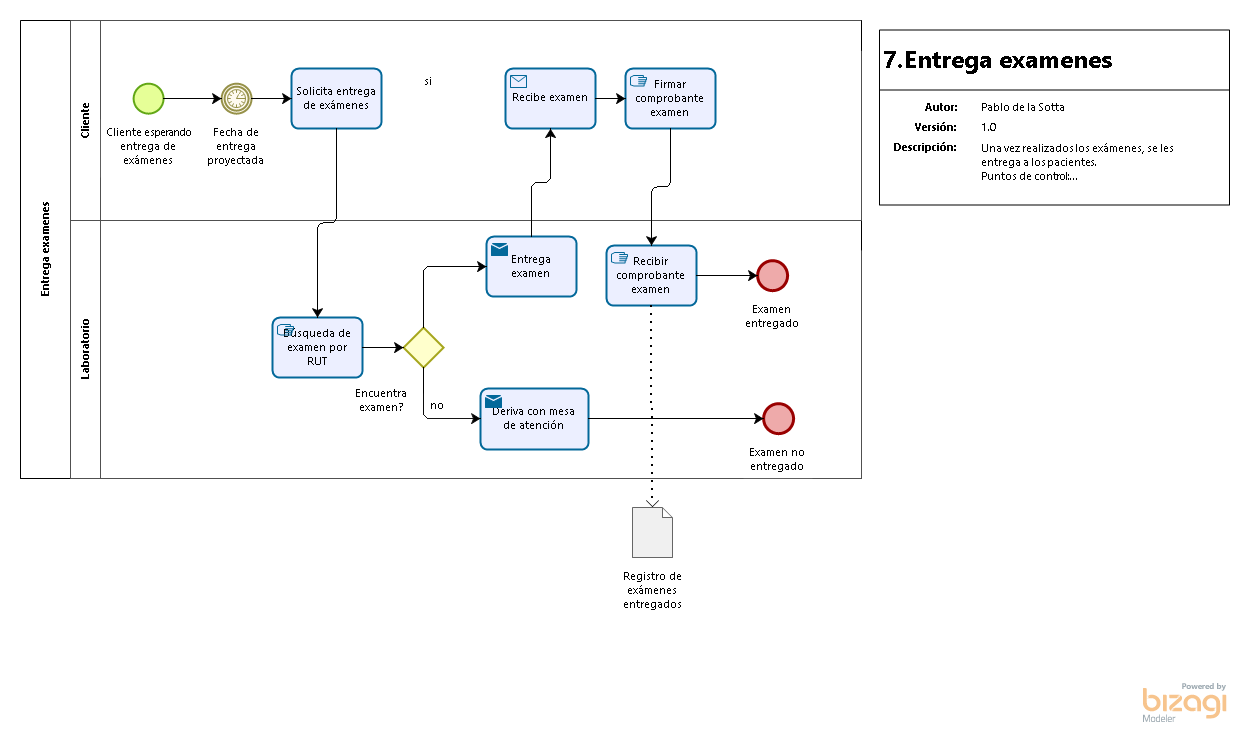 Entrega examenes
Cliente
Laboratorio
Cliente esperando
entrega de
exámenes
Fecha de
entrega
proyectada
Solicita entrega
de exámenes
si
Recibe examen
Firmar
comprobante
examen
Búsqueda de
examen por
RUT
Encuentra
examen?
no
Entrega
examen
Recibir
comprobante
examen
Examen
entregado
Deriva con mesa
de atención
Examen no
entregado
Registro de
exámenes
entregados
7.Entrega examenes
Autor: Pablo de la Sotta
Versión: 1.0
Descripción: Una vez realizados los exámenes, se les
entrega a los pacientes.
Puntos de control:...
Powered by
bizagi
Modeler